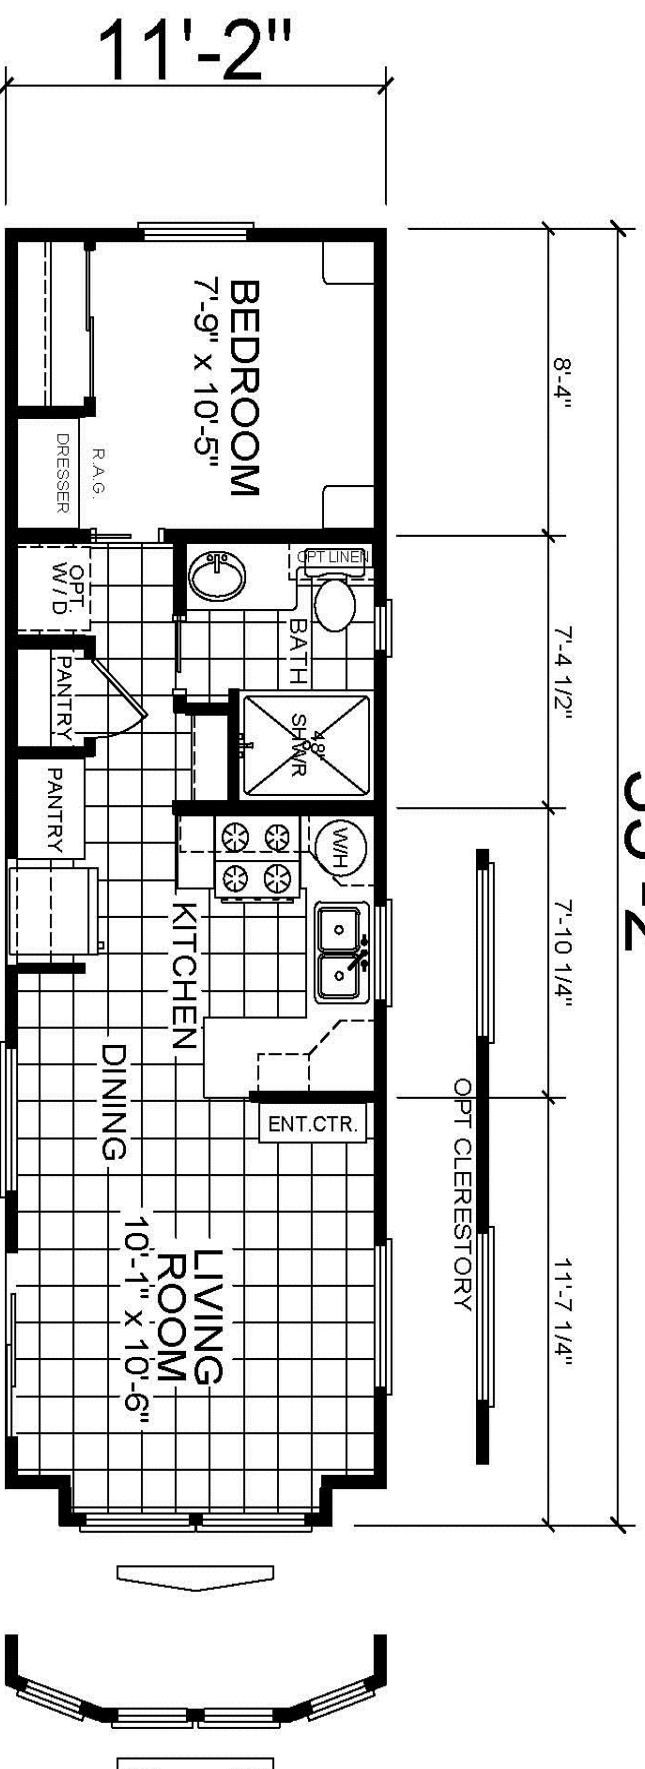 11'-2"
BEDROOM
7'-9" x 10'-5"
8'-4"
R.A.G.
DRESSER
OPT.
W/D
OPT LINEN
BATH
7'-4 1/2"
PANTRY
48"
SHWR
PANTRY
W/H
KITCHEN
7'-10 1/4"
DINING
ENT.CTR.
OPT CLERESTORY
LIVING
ROOM
10'-1" x 10'-6"
11'-7 1/4"